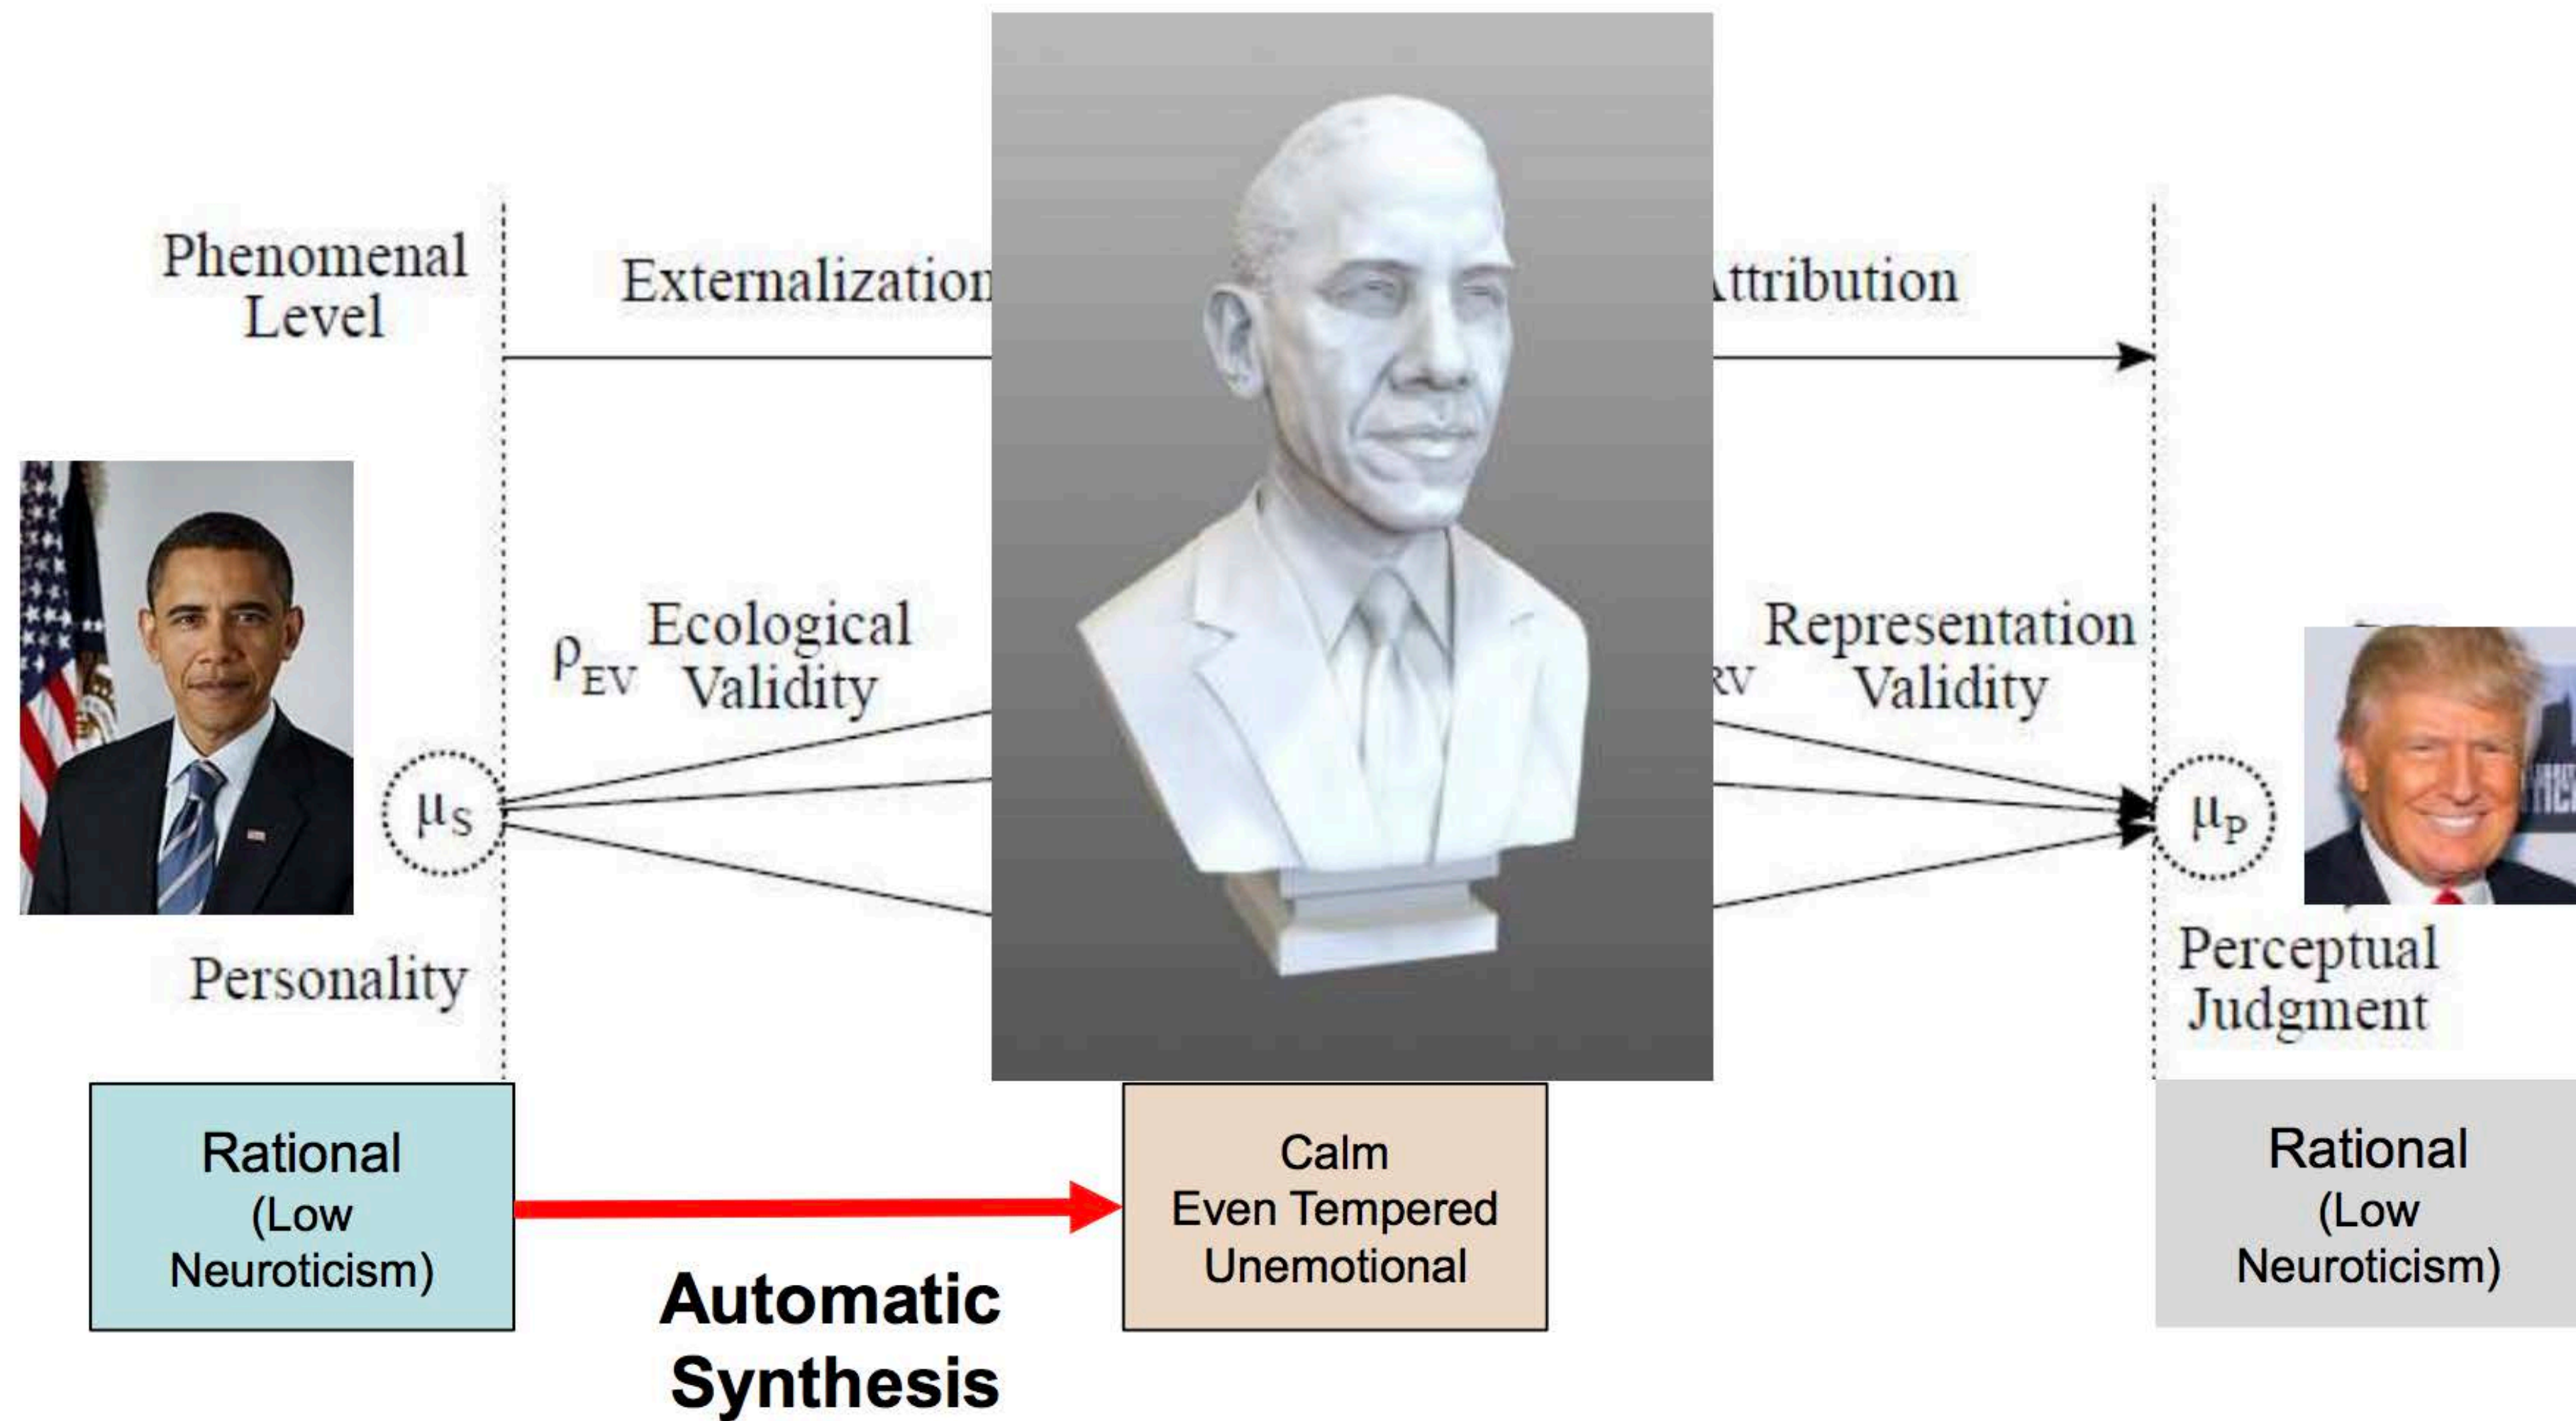 Phenomenal
Level
Externalization
ttribution
ρEV
Ecological
Validity
RV
Representation
Validity
μS
μP
Personality
Perceptual
Judgment
Rational
(Low
Neuroticism)
Automatic
Synthesis
Calm
Even Tempered
Unemotional
Rational
(Low
Neuroticism)